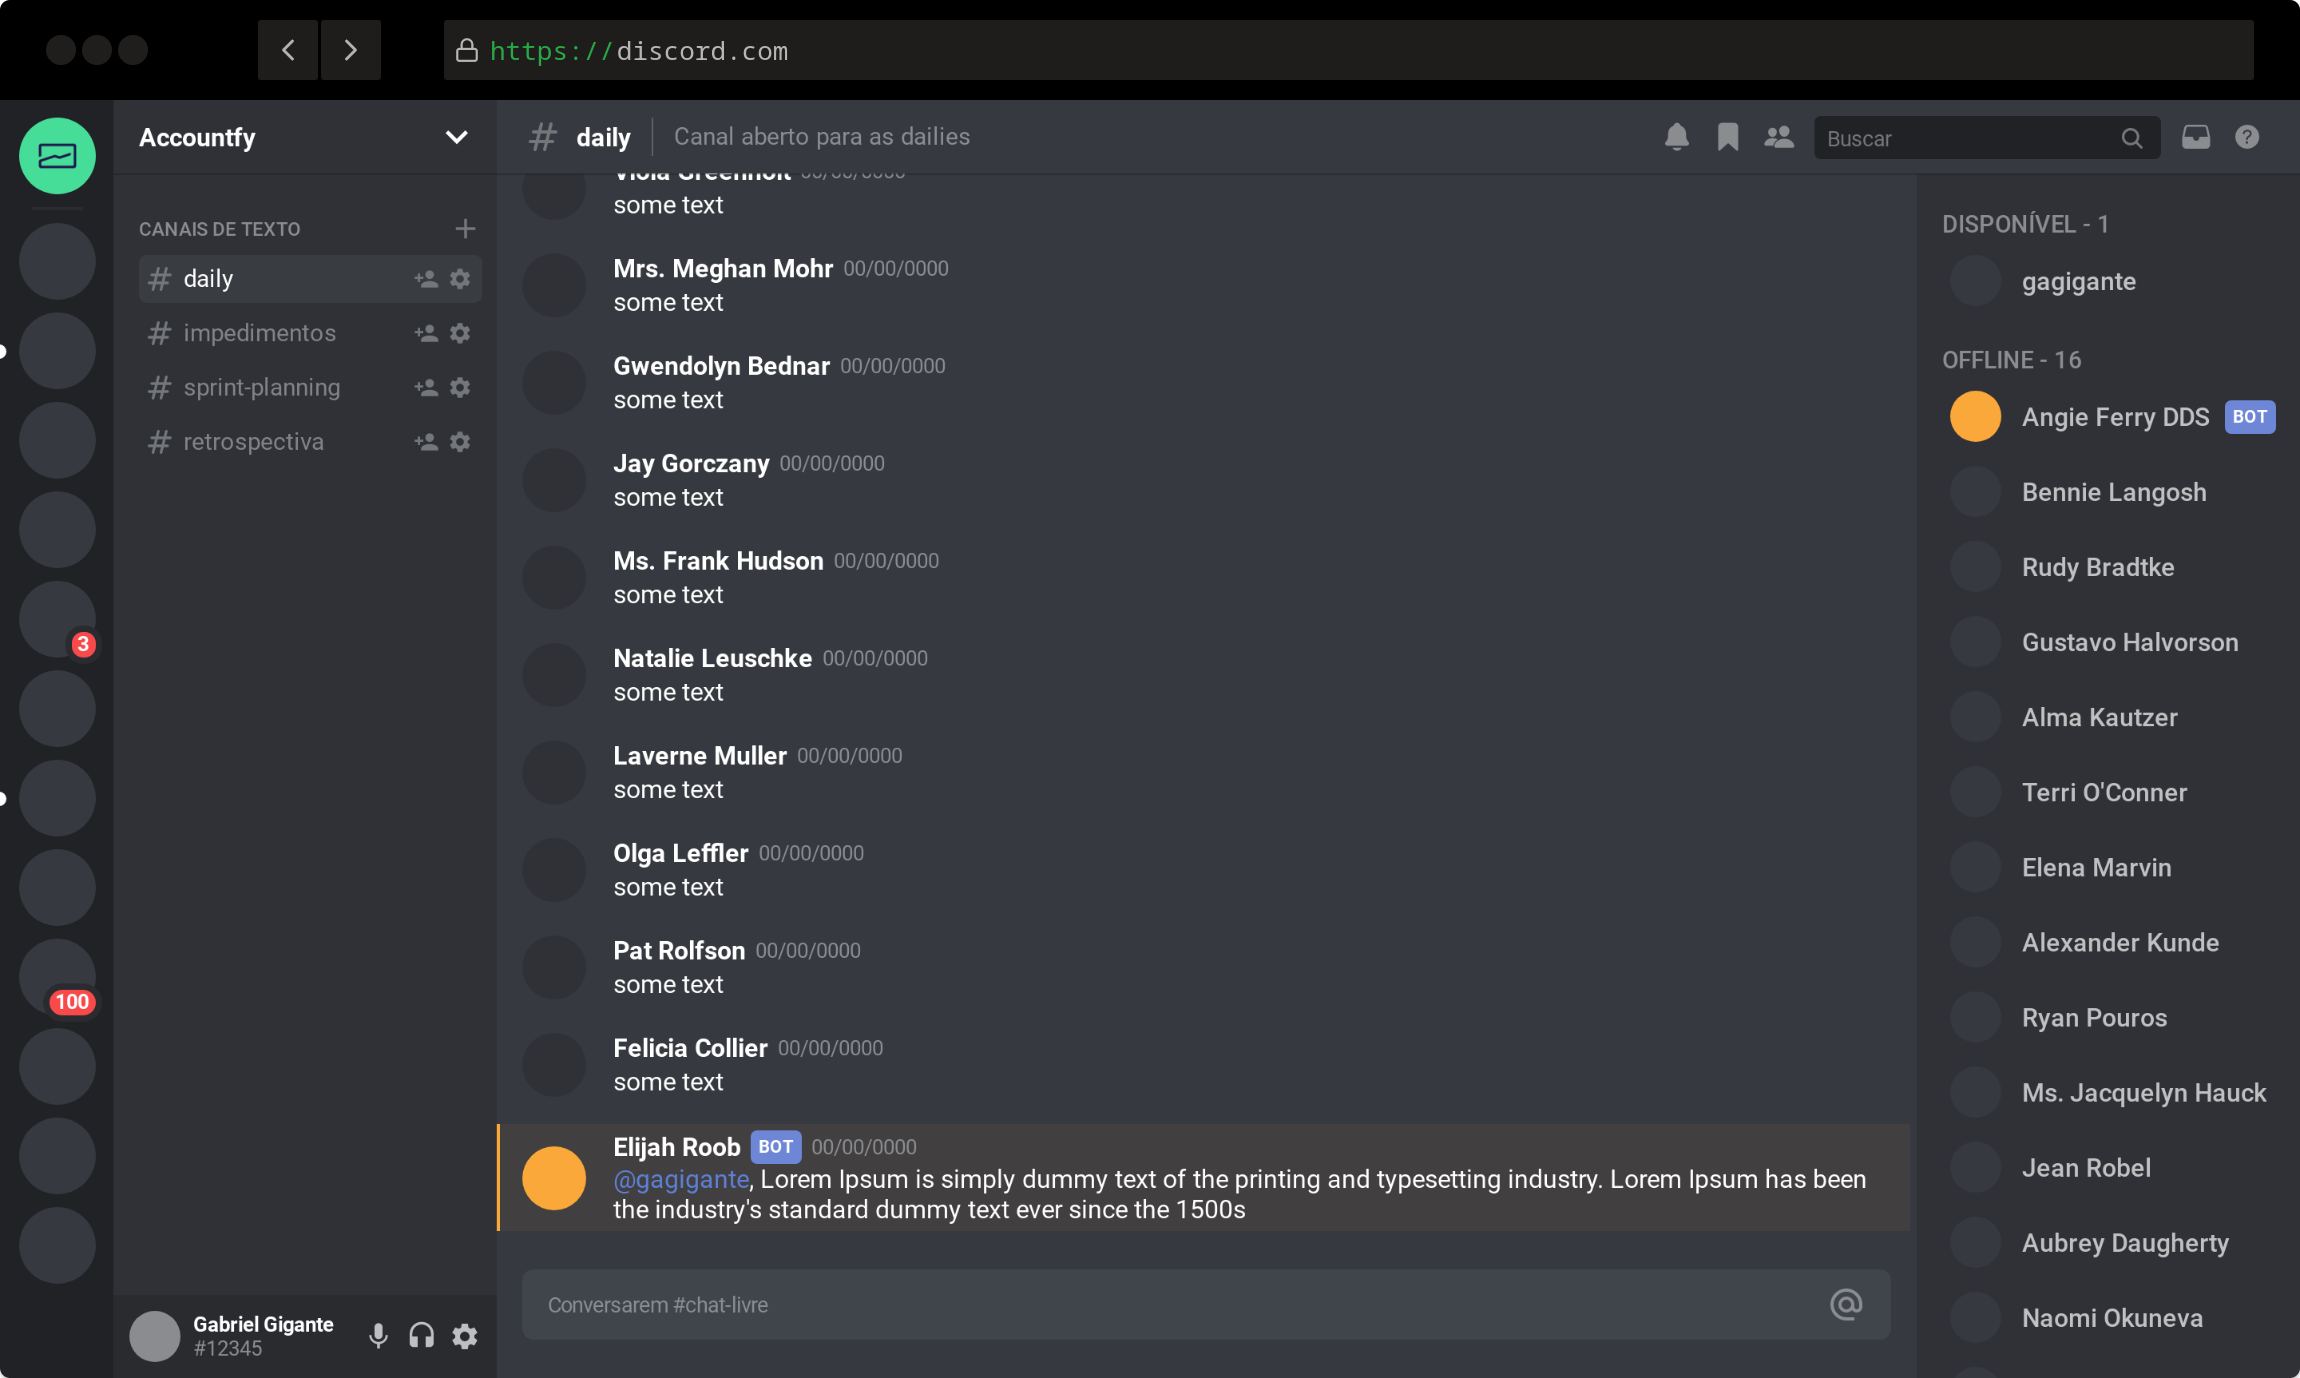 https://discord.com
Accountfy
# daily
Canal aberto para as dailies
Buscar
CANAIS DE TEXTO
# daily
# impedimentos
# sprint-planning
# retrospectiva
3
100
Gabriel Gigante
#12345
Viola Greenholt 00/00/0000
some text
Mrs. Meghan Mohr 00/00/0000
some text
Gwendolyn Bednar 00/00/0000
some text
Jay Gorczany 00/00/0000
some text
Ms. Frank Hudson 00/00/0000
some text
Natalie Leuschke 00/00/0000
some text
Laverne Muller 00/00/0000
some text
Olga Leffler 00/00/0000
some text
Pat Rolfson 00/00/0000
some text
Felicia Collier 00/00/0000
some text
Elijah Roob BOT 00/00/0000
@gagigante, Lorem Ipsum is simply dummy text of the printing and typesetting industry. Lorem Ipsum has been
the industry's standard dummy text ever since the 1500s
Conversarem #chat-livre
DISPONÍVEL - 1
gagigante
OFFLINE - 16
Angie Ferry DDS BOT
Bennie Langosh
Rudy Bradtke
Gustavo Halvorson
Alma Kautzer
Terri O'Conner
Elena Marvin
Alexander Kunde
Ryan Pouros
Ms. Jacquelyn Hauck
Jean Robel
Aubrey Daugherty
Naomi Okuneva